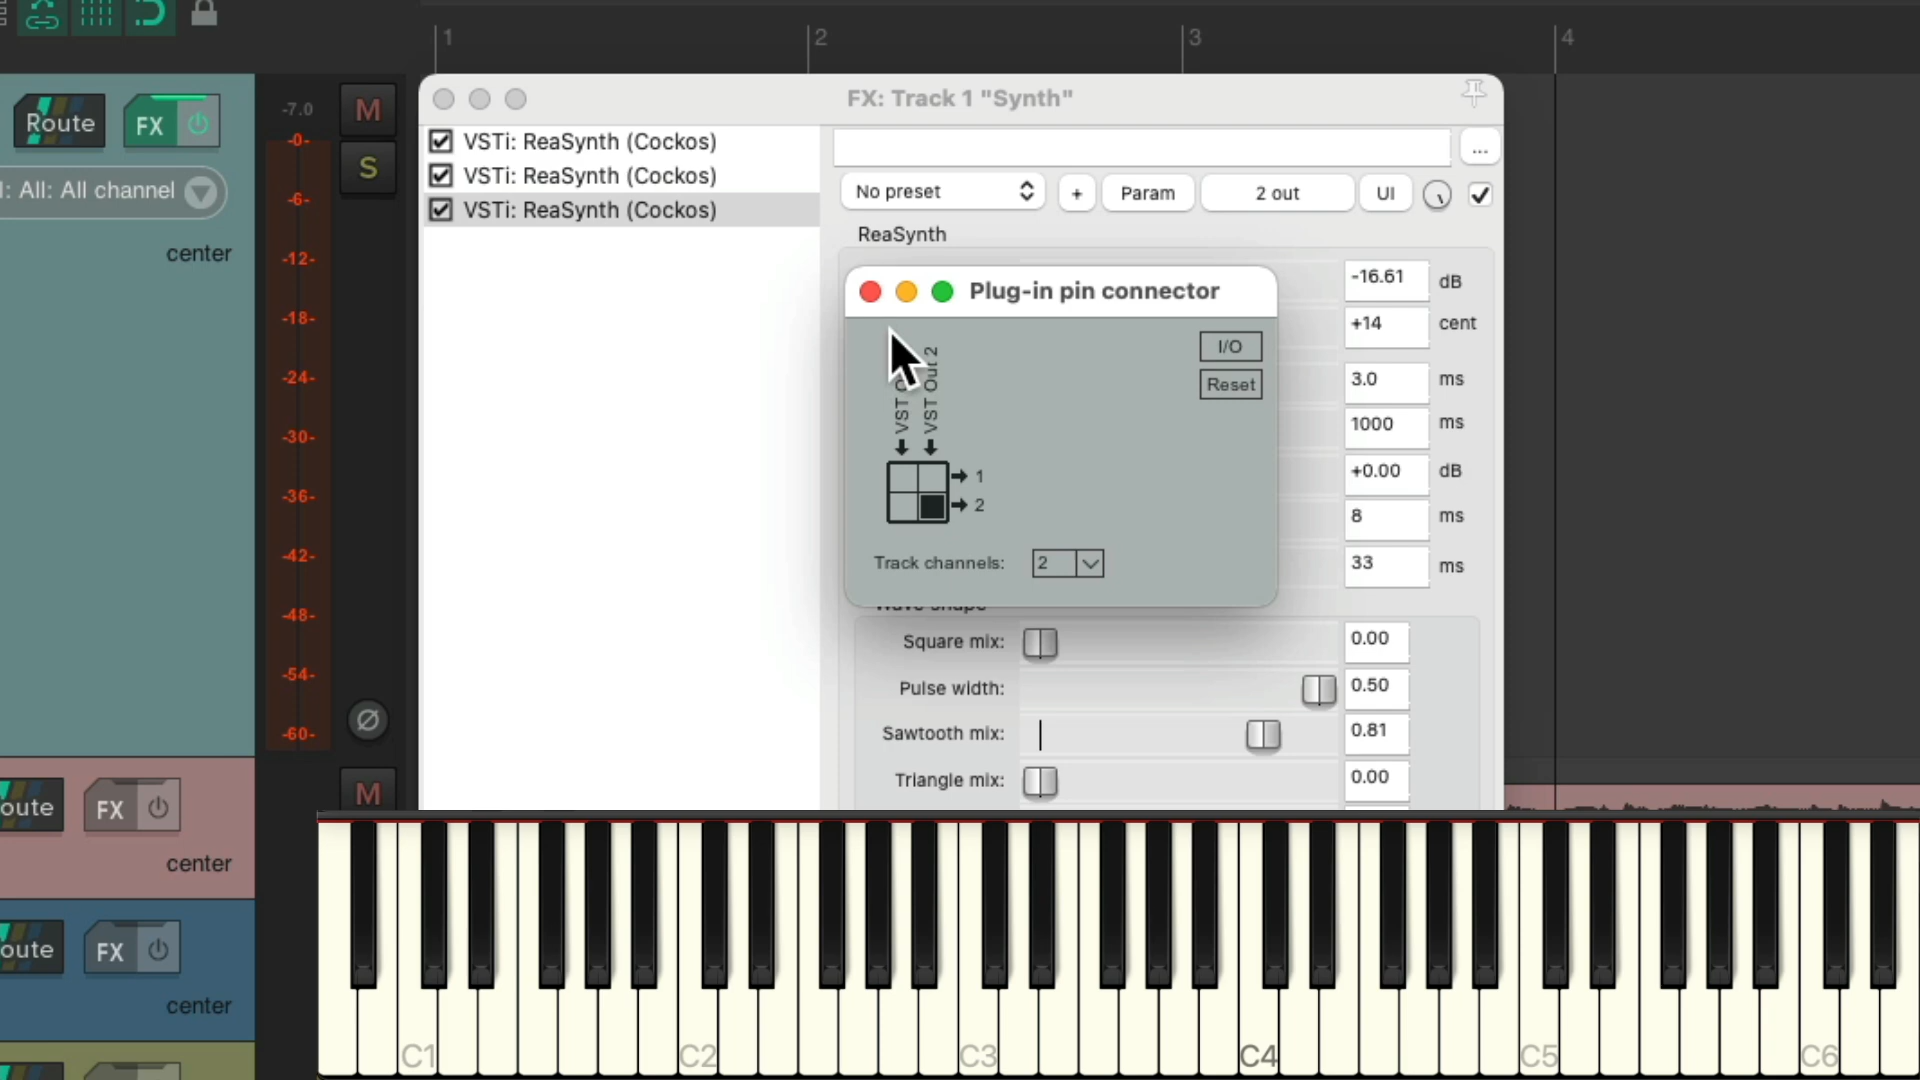 1 2 3 4
Route FX
-7.0 M
-0-
S
: All: All channel
center
-6-
-12-
-18-
-24-
-30-
-36-
-42-
-48-
-54-
-60-
Ø
FX: Track 1 "Synth"
VSTi: ReaSynth (Cockos)
VSTi: ReaSynth (Cockos)
VSTi: ReaSynth (Cockos)
...
No preset + Param 2 out UI
ReaSynth
-16.61 dB
+14 cent
3.0 ms
1000 ms
+0.00 dB
8 ms
33 ms
Plug-in pin connector
I/O
Reset
VST
VST Out 2
1
2
Track channels: 2
Square mix: 0.00
Pulse width: 0.50
Sawtooth mix: 0.81
Triangle mix: 0.00
oute FX M
center
oute FX
center
C1 C2 C3 C4 C5 C6